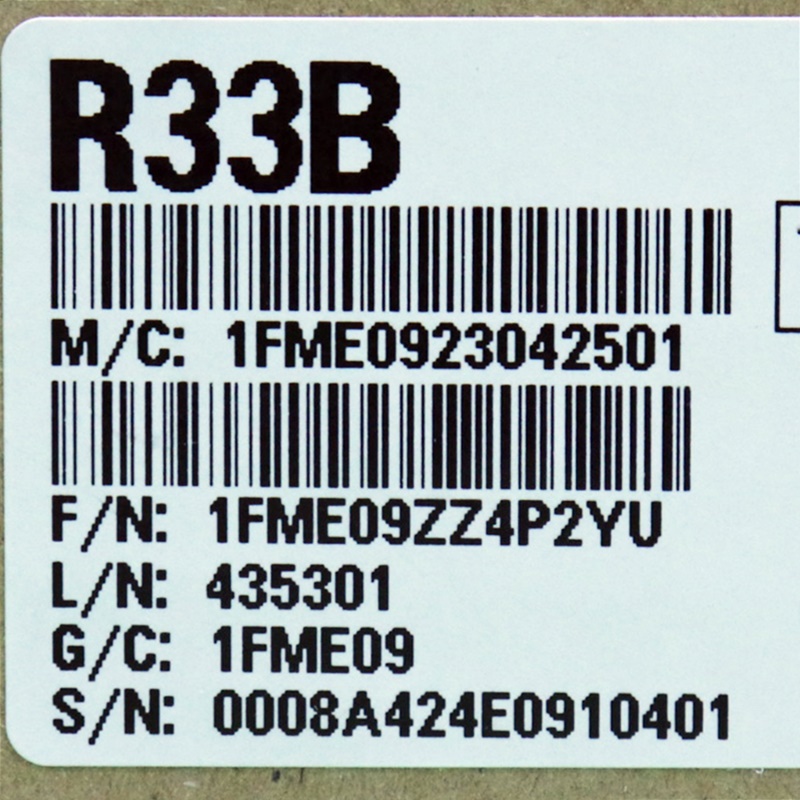 R33B
M/C: 1FME0923042501
F/N: 1FME09ZZ4P2YU
L/N: 435301
G/C: 1FME09
S/N: 0008A424E0910401